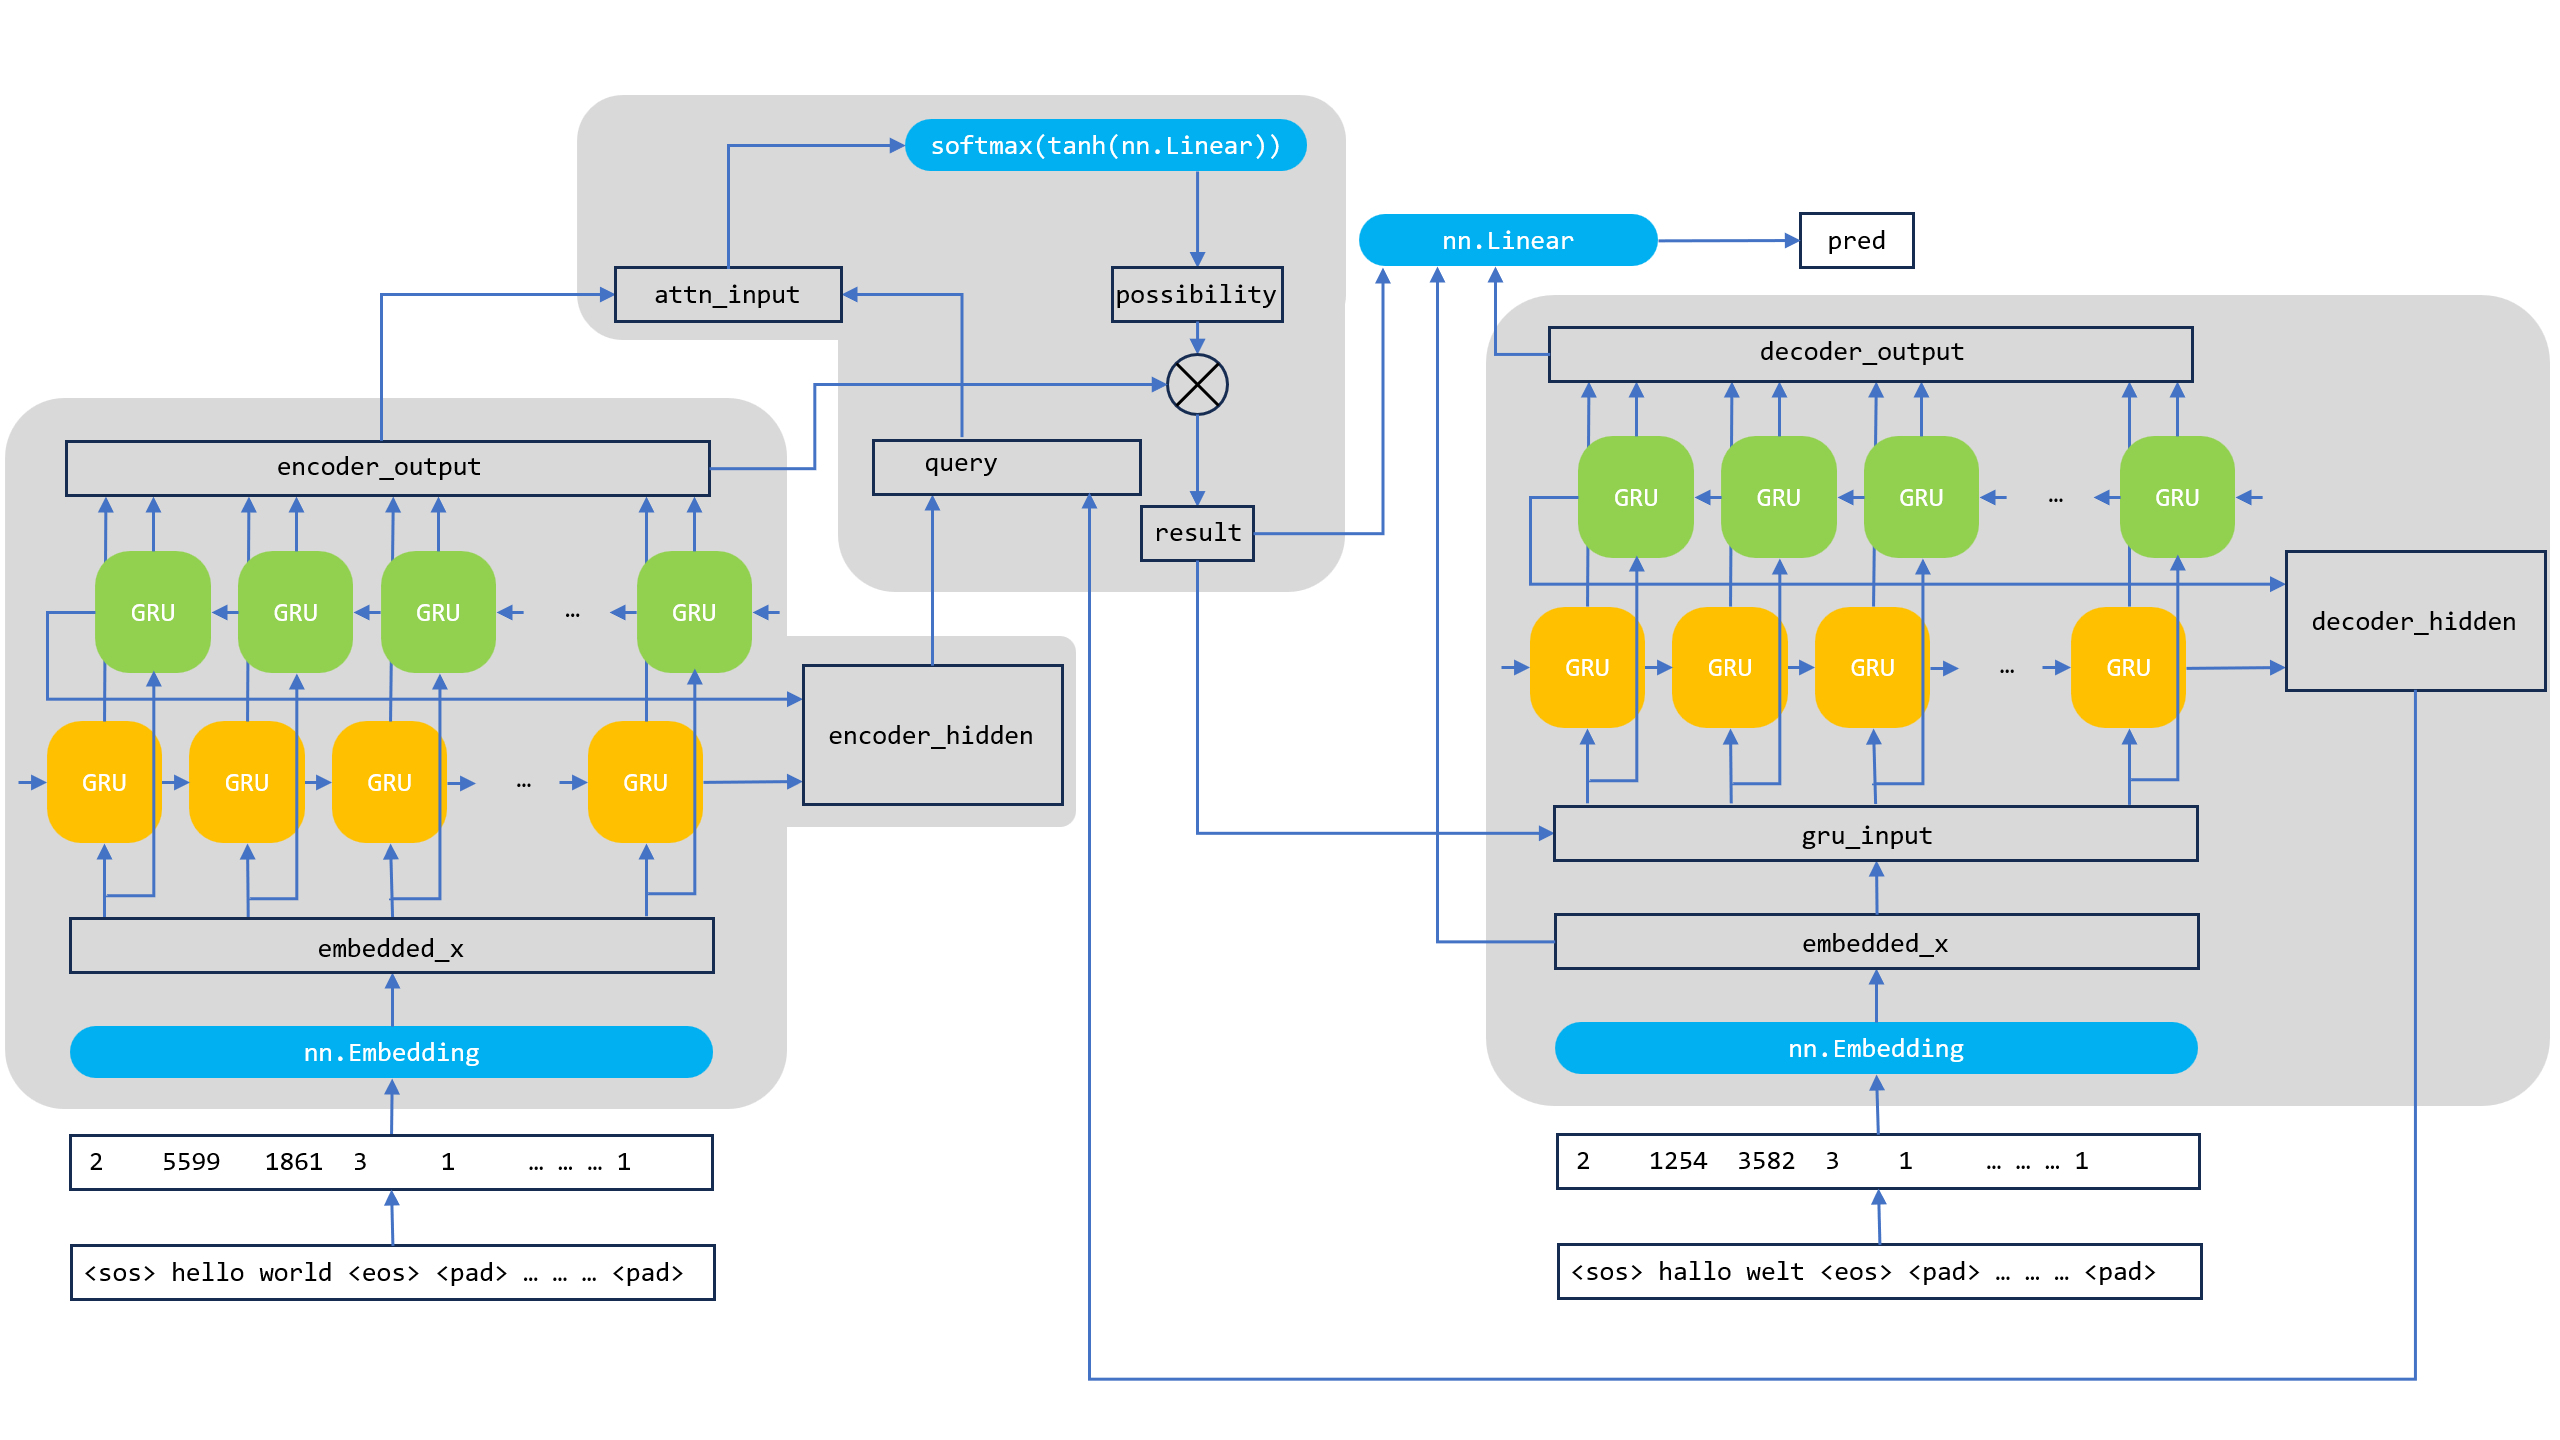 softmax(tanh(nn.Linear))
nn.Linear
pred
attn_input
possibility
decoder_output
encoder_output
query
result
GRU GRU GRU … GRU
GRU GRU GRU … GRU
decoder_hidden
GRU GRU GRU … GRU
GRU GRU GRU … GRU
encoder_hidden
gru_input
embedded_x
embedded_x
nn.Embedding
nn.Embedding
2 5599 1861 3 1 … … … 1
2 1254 3582 3 1 … … … 1
<sos> hello world <eos> <pad> … … … <pad>
<sos> hallo welt <eos> <pad> … … … <pad>